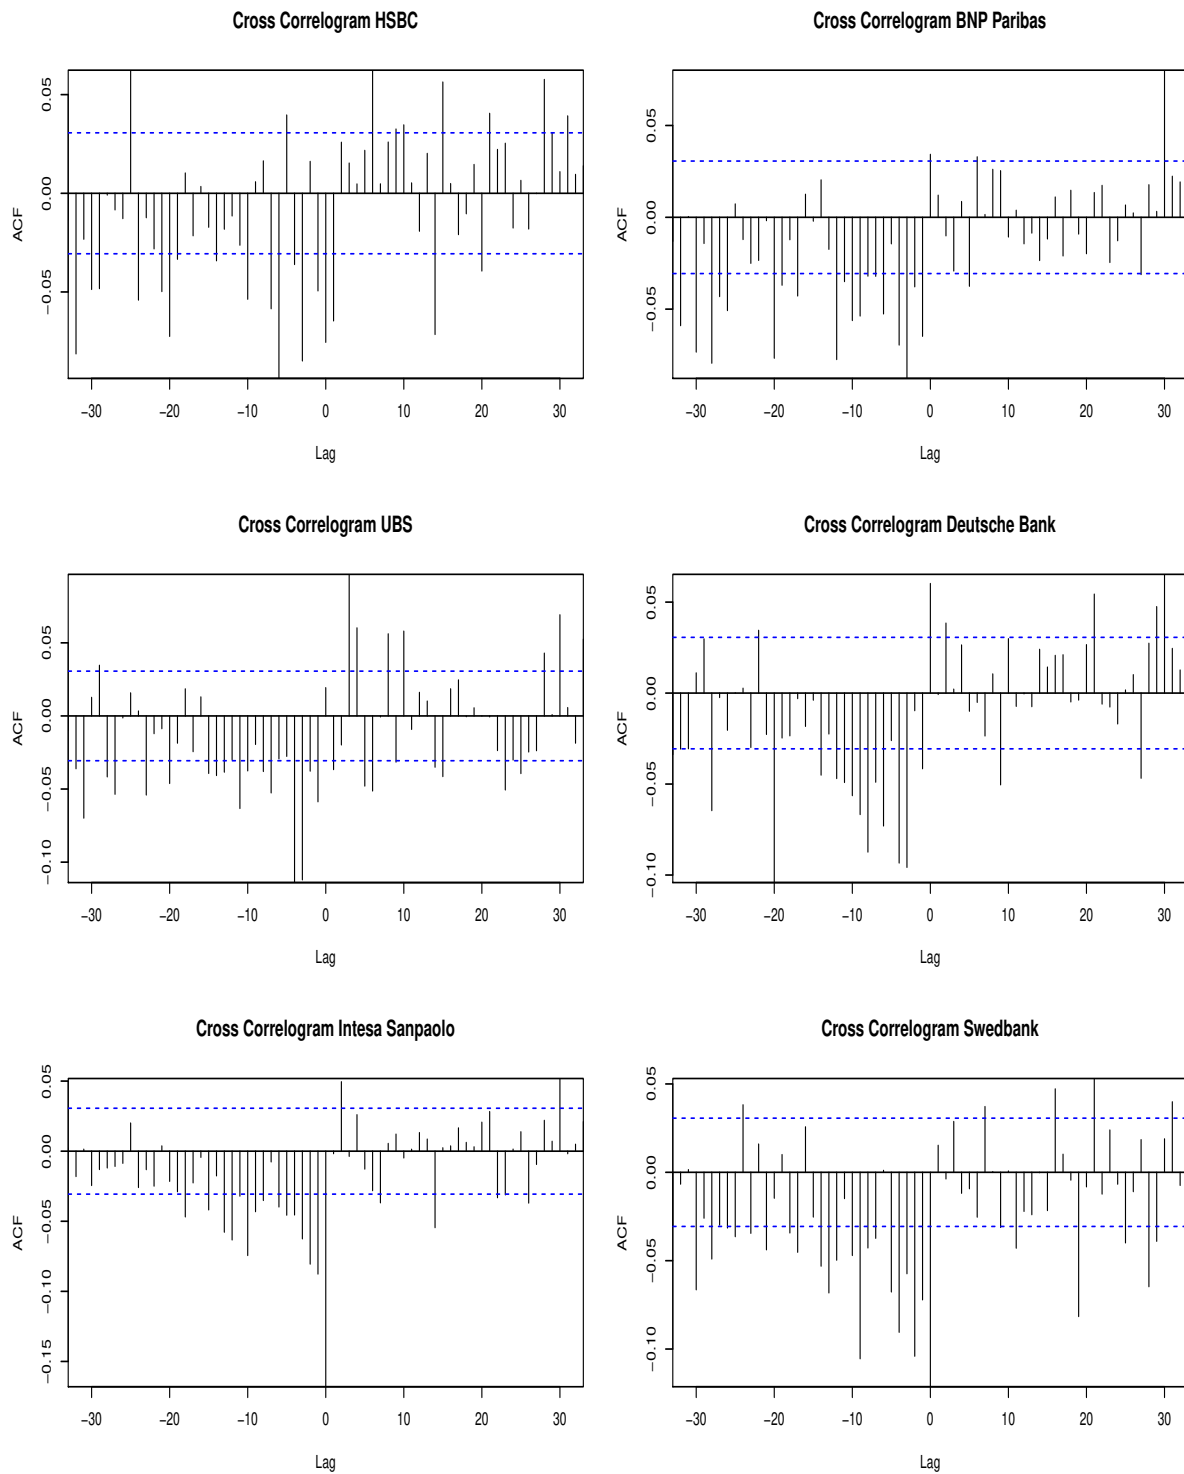 Cross Correlogram HSBC
ACF
0.05
0.00
−0.05
−30 −20 −10 0 10 20 30
Lag
Cross Correlogram BNP Paribas
ACF
0.05
0.00
−0.05
−30 −20 −10 0 10 20 30
Lag
Cross Correlogram UBS
ACF
0.05
0.00
−0.05
−0.10
−30 −20 −10 0 10 20 30
Lag
Cross Correlogram Deutsche Bank
ACF
0.05
0.00
−0.05
−0.10
−30 −20 −10 0 10 20 30
Lag
Cross Correlogram Intesa Sanpaolo
ACF
0.05
0.00
−0.05
−0.10
−0.15
−30 −20 −10 0 10 20 30
Lag
Cross Correlogram Swedbank
ACF
0.05
0.00
−0.05
−0.10
−30 −20 −10 0 10 20 30
Lag